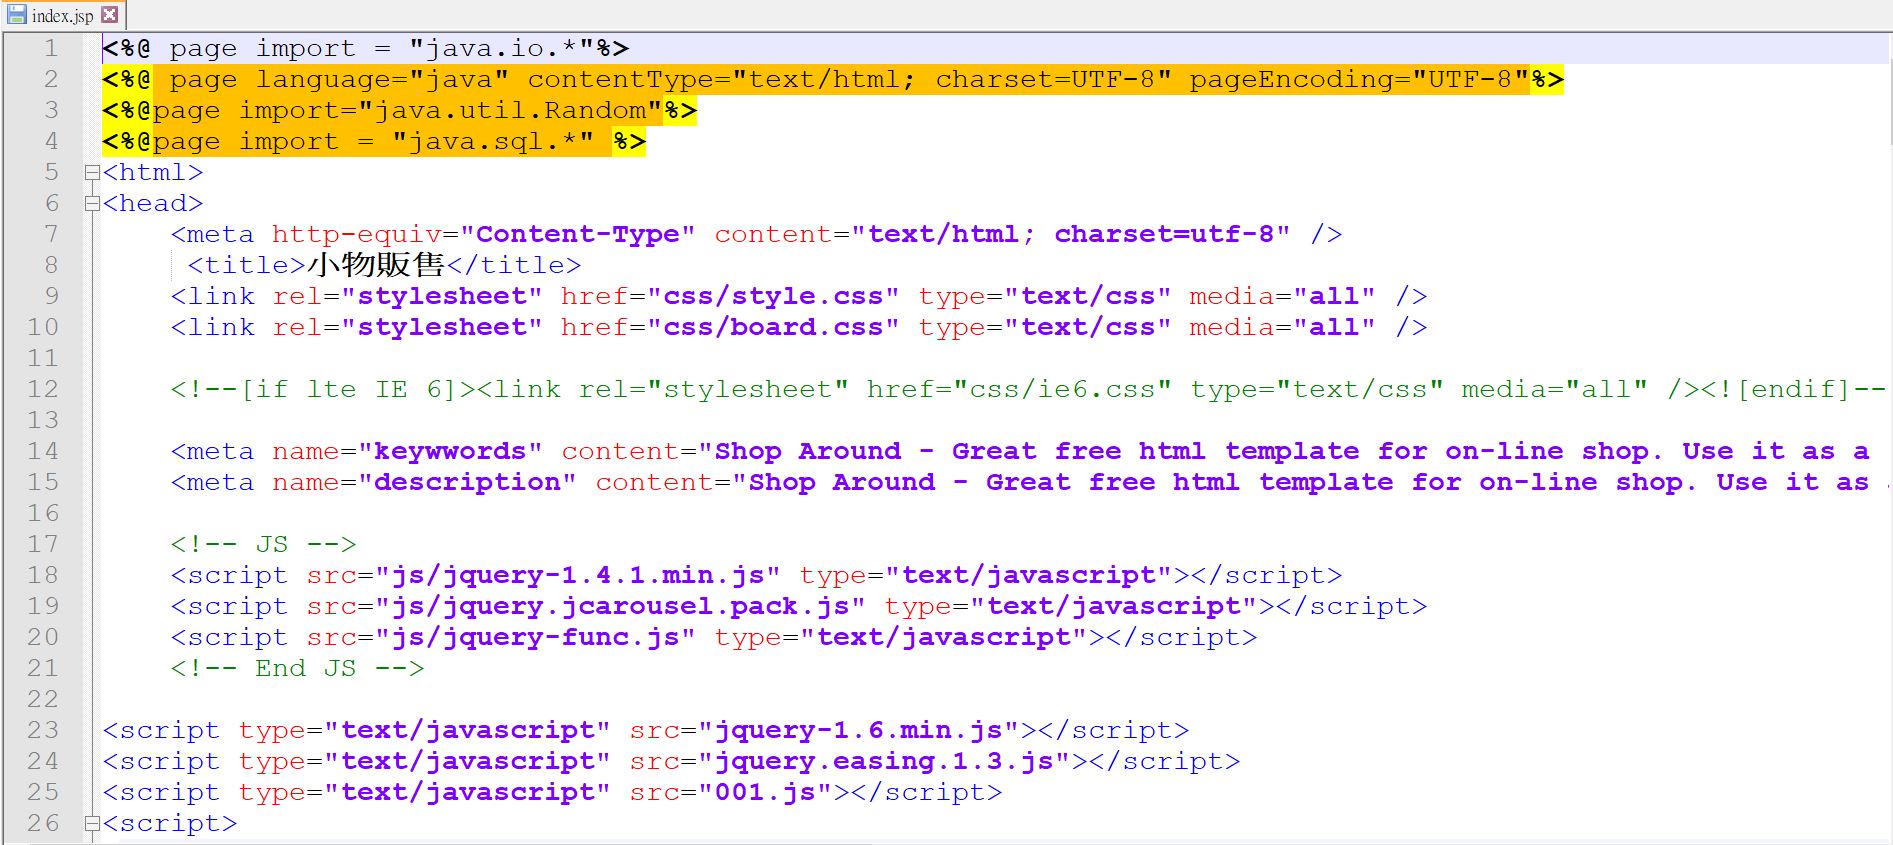 index.jsp
1 <%@ page import = "java.io.*"%>
2 <%@ page language="java" contentType="text/html; charset=UTF-8" pageEncoding="UTF-8"%>
3 <%@page import="java.util.Random"%>
4 <%@page import = "java.sql.*" %>
5 <html>
6 <head>
7 <meta http-equiv="Content-Type" content="text/html; charset=utf-8" />
8 <title>小物販售</title>
9 <link rel="stylesheet" href="css/style.css" type="text/css" media="all" />
10 <link rel="stylesheet" href="css/board.css" type="text/css" media="all" />
11
12 <!--[if lte IE 6]><link rel="stylesheet" href="css/ie6.css" type="text/css" media="all" /><![endif]--
13
14 <meta name="keywwords" content="Shop Around - Great free html template for on-line shop. Use it as a
15 <meta name="description" content="Shop Around - Great free html template for on-line shop. Use it as
16
17 <!-- JS -->
18 <script src="js/jquery-1.4.1.min.js" type="text/javascript"></script>
19 <script src="js/jquery.jcarousel.pack.js" type="text/javascript"></script>
20 <script src="js/jquery-func.js" type="text/javascript"></script>
21 <!-- End JS -->
22
23 <script type="text/javascript" src="jquery-1.6.min.js"></script>
24 <script type="text/javascript" src="jquery.easing.1.3.js"></script>
25 <script type="text/javascript" src="001.js"></script>
26 <script>